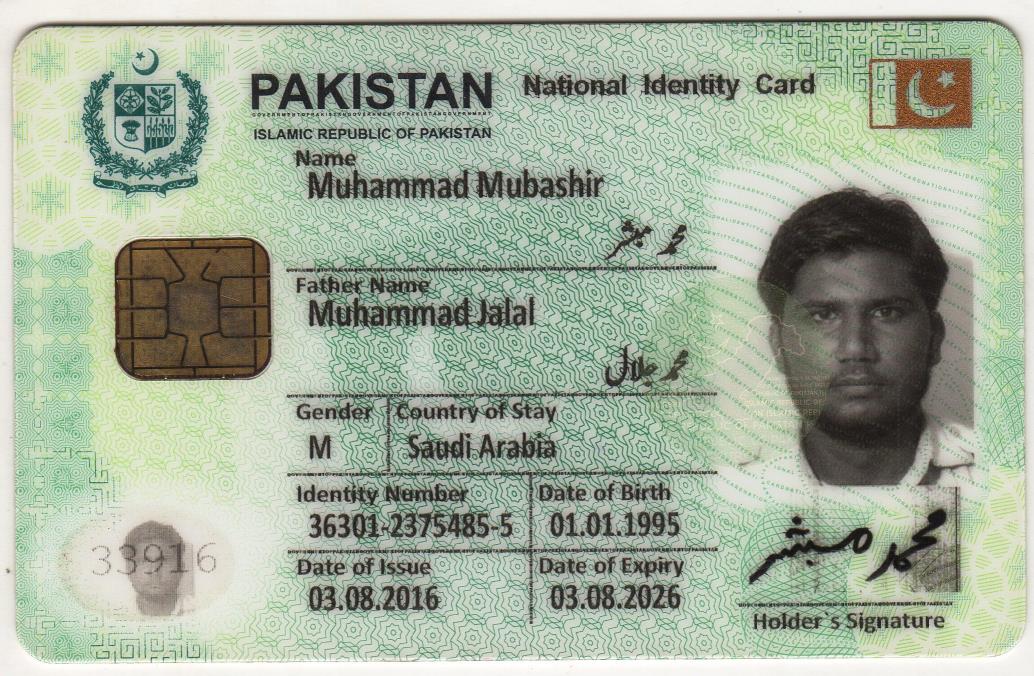 PAKISTAN National Identity Card
ISLAMIC REPUBLIC OF PAKISTAN
Name
Muhammad Mubashir
محمد مبشر
Father Name
Muhammad Jalal
محمد جلال
Gender Country of Stay
M Saudi Arabia
Identity Number Date of Birth
36301-2375485-5 01.01.1995
Date of Issue Date of Expiry
03.08.2016 03.08.2026
33916
محمد مبشر
Holder's Signature